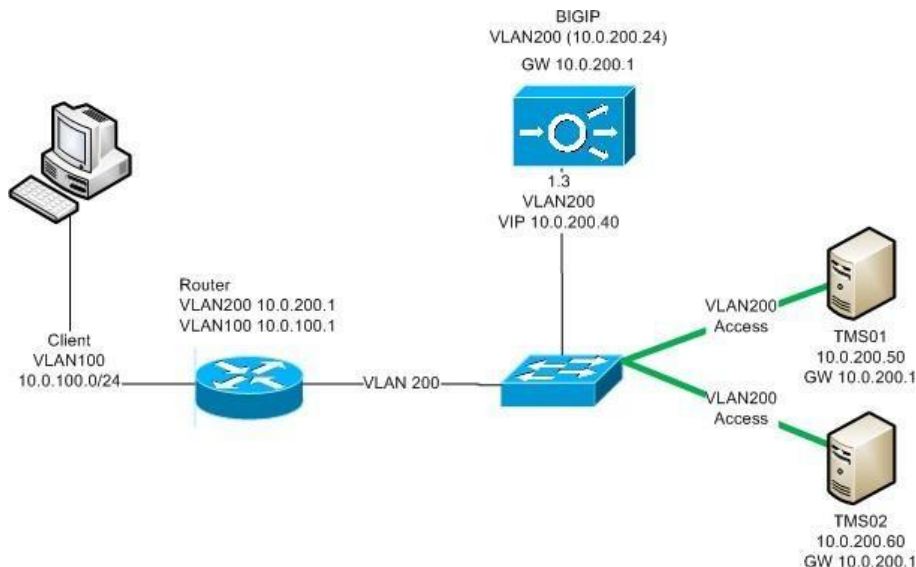 BIGIP
VLAN200 (10.0.200.24)
GW 10.0.200.1
1.3
VLAN200
VIP 10.0.200.40
Router
VLAN200 10.0.200.1
VLAN100 10.0.100.1
Client
VLAN100
10.0.100.0/24
VLAN 200
VLAN200
Access
TMS01
10.0.200.50
GW 10.0.200.1
VLAN200
Access
TMS02
10.0.200.60
GW 10.0.200.1